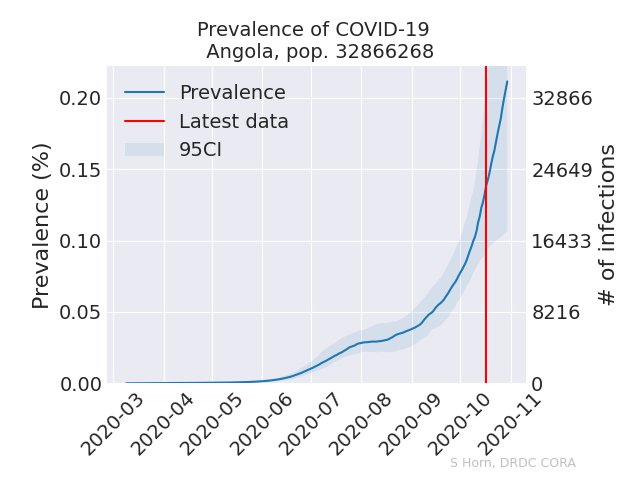 Prevalence of COVID-19
Angola, pop. 32866268
Prevalence
Latest data
95CI
Prevalence (%)
0.20
0.15
0.10
0.05
0.00
32866
24649
16433
8216
0
# of infections
2020-03
2020-04
2020-05
2020-06
2020-07
2020-08
2020-09
2020-10
2020-11
S Horn, DRDC CORA